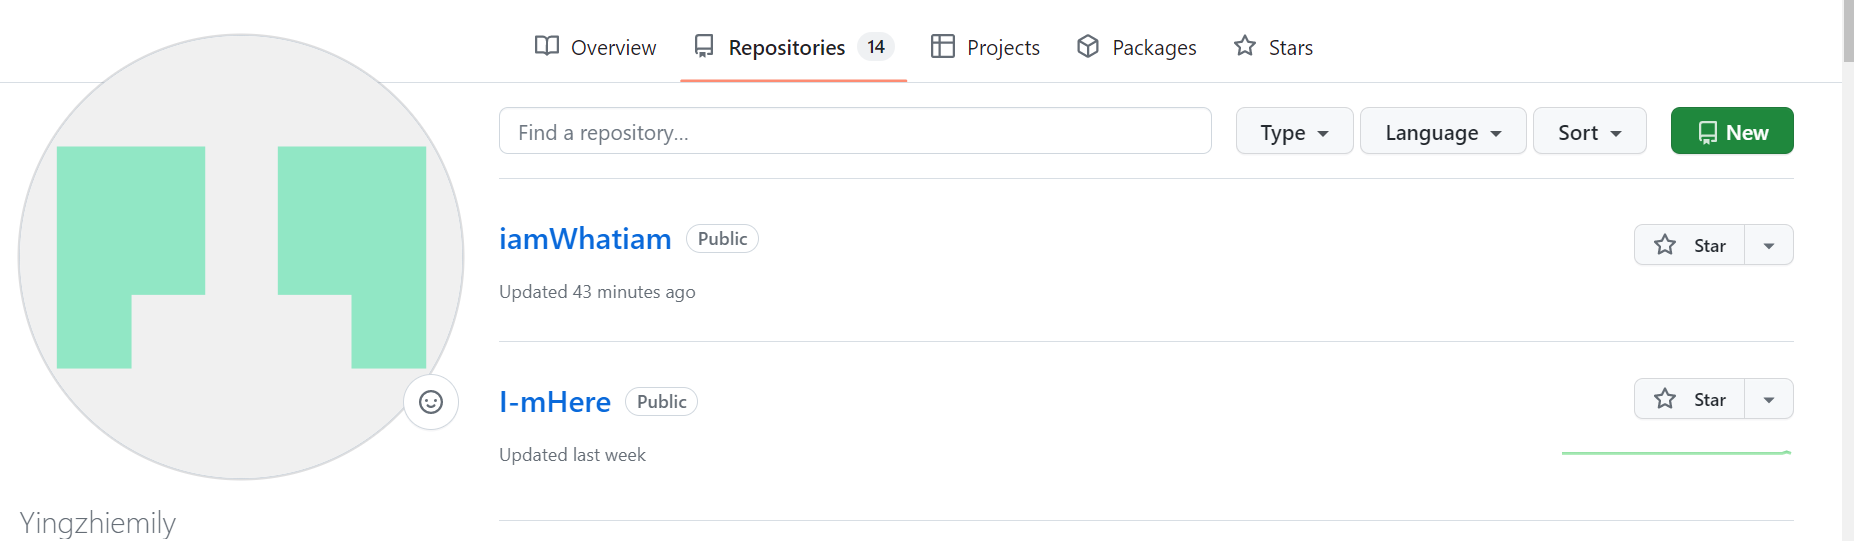 Overview Repositories 14 Projects Packages Stars
Find a repository... Type Language Sort New
iamWhatiam Public Star
Updated 43 minutes ago
I-mHere Public Star
Updated last week
Yingzhiemily